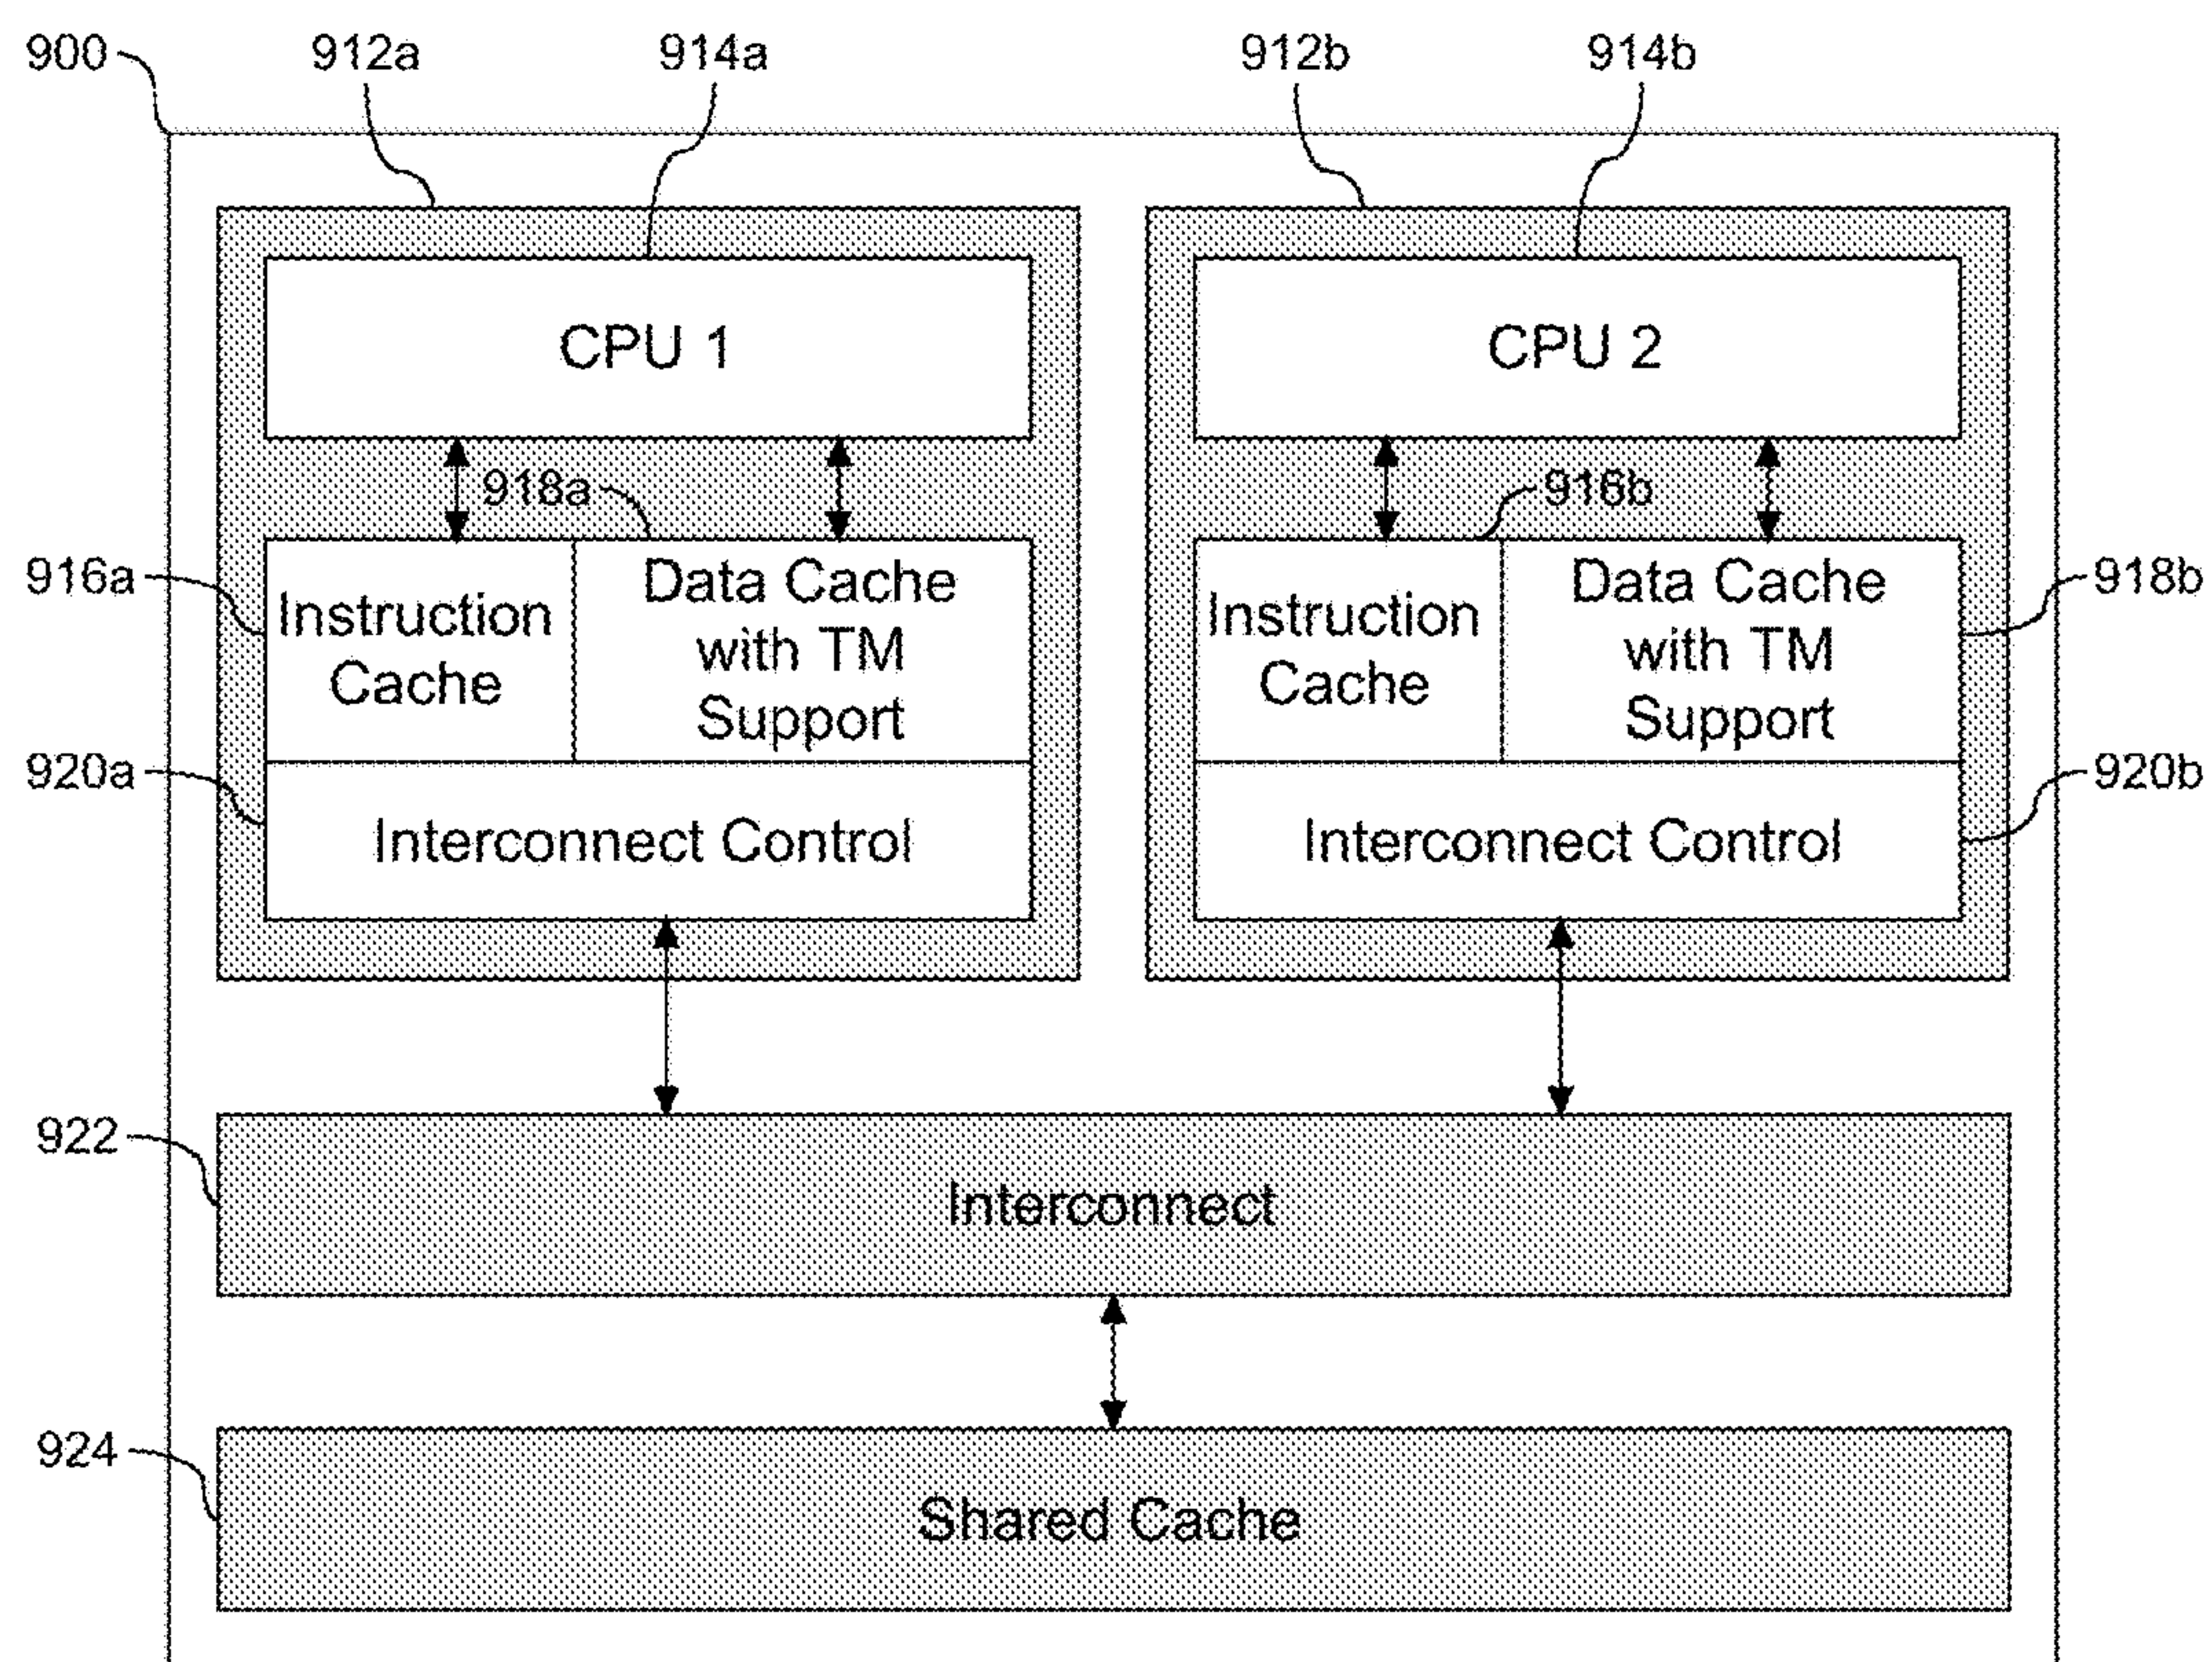 900
912a
914a
912b
914b
CPU 1
CPU 2
918a
916b
916a
Instruction
Cache
Data Cache
with TM
Support
Instruction
Cache
Data Cache
with TM
Support
918b
920a
Interconnect Control
Interconnect Control
920b
922
Interconnect
924
Shared Cache